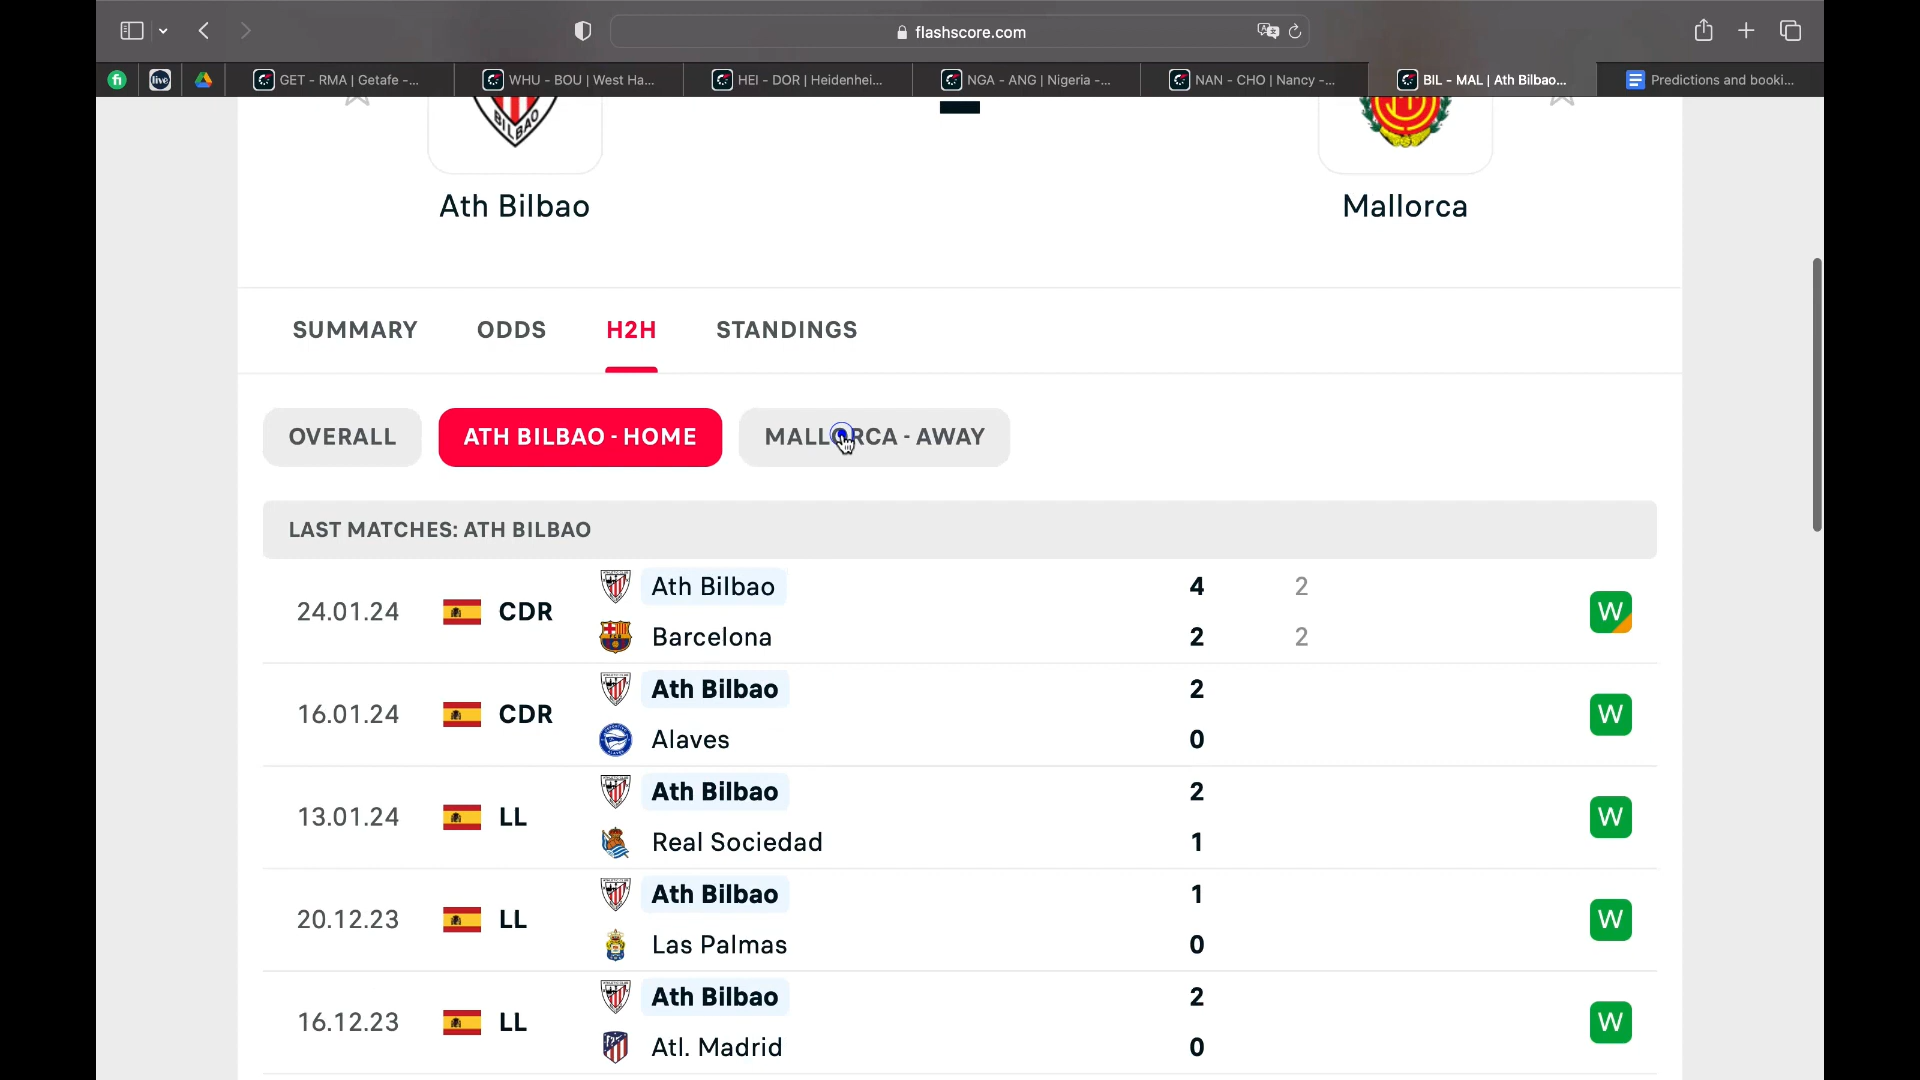 flashscore.com
GET - RMA | Getafe -...
WHU - BOU | West Ha...
HEI - DOR | Heidenhei...
NGA - ANG | Nigeria -...
NAN - CHO | Nancy -...
BIL - MAL | Ath Bilbao...
Predictions and booki...
BILBAO
Ath Bilbao
Mallorca
SUMMARY ODDS H2H STANDINGS
OVERALL ATH BILBAO - HOME MALLORCA - AWAY
LAST MATCHES: ATH BILBAO
24.01.24 CDR Ath Bilbao 4 2 W
Barcelona 2 2
16.01.24 CDR Ath Bilbao 2 W
Alaves 0
13.01.24 LL Ath Bilbao 2 W
Real Sociedad 1
20.12.23 LL Ath Bilbao 1 W
Las Palmas 0
16.12.23 LL Ath Bilbao 2 W
Atl. Madrid 0